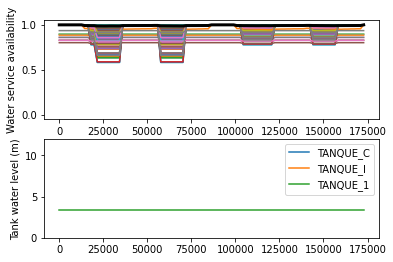 Water service availability
1.0
0.5
0.0
0 25000 50000 75000 100000 125000 150000 175000
Tank water level (m)
10
5
0
TANQUE_C
TANQUE_I
TANQUE_1
0 25000 50000 75000 100000 125000 150000 175000